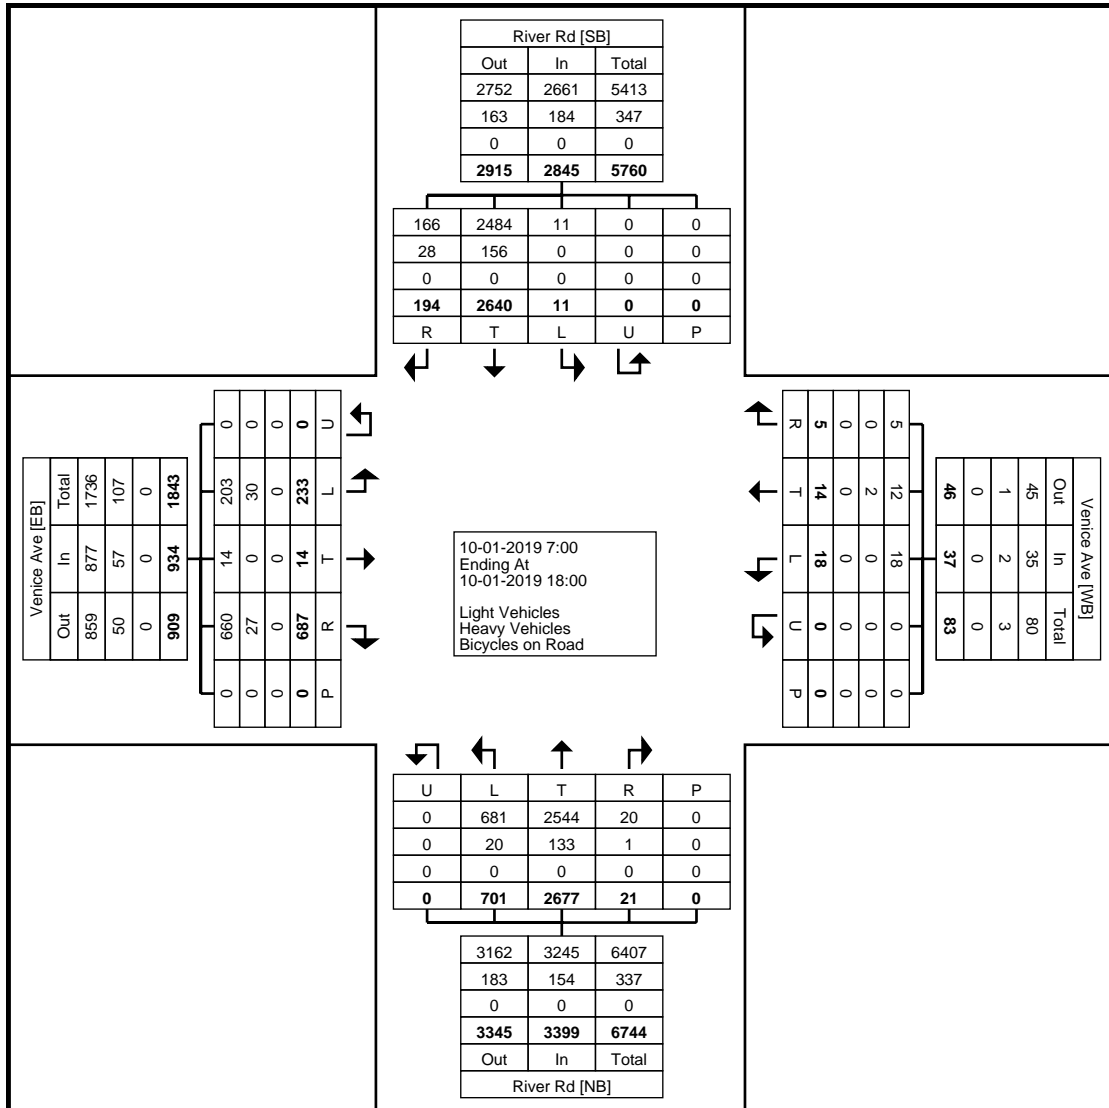 River Rd [SB]
Out In Total
2752 2661 5413
163 184 347
0 0 0
2915 2845 5760
166 2484 11 0 0
28 156 0 0 0
0 0 0 0 0
194 2640 11 0 0
R T L U P
Venice Ave [EB]
Total In Out
1736 877 859
107 57 50
0 0 0
1843 934 909
0 203 14 660 0
0 30 0 27 0
0 0 0 0 0
0 233 14 687 0
U L T R P
10-01-2019 7:00
Ending At
10-01-2019 18:00
Light Vehicles
Heavy Vehicles
Bicycles on Road
Venice Ave [WB]
Out In Total
45 35 80
1 2 3
0 0 0
46 37 83
5 12 18 0 0
0 2 0 0 0
0 0 0 0 0
5 14 18 0 0
R T L U P
U L T R P
0 681 2544 20 0
0 20 133 1 0
0 0 0 0 0
0 701 2677 21 0
3162 3245 6407
183 154 337
0 0 0
3345 3399 6744
Out In Total
River Rd [NB]